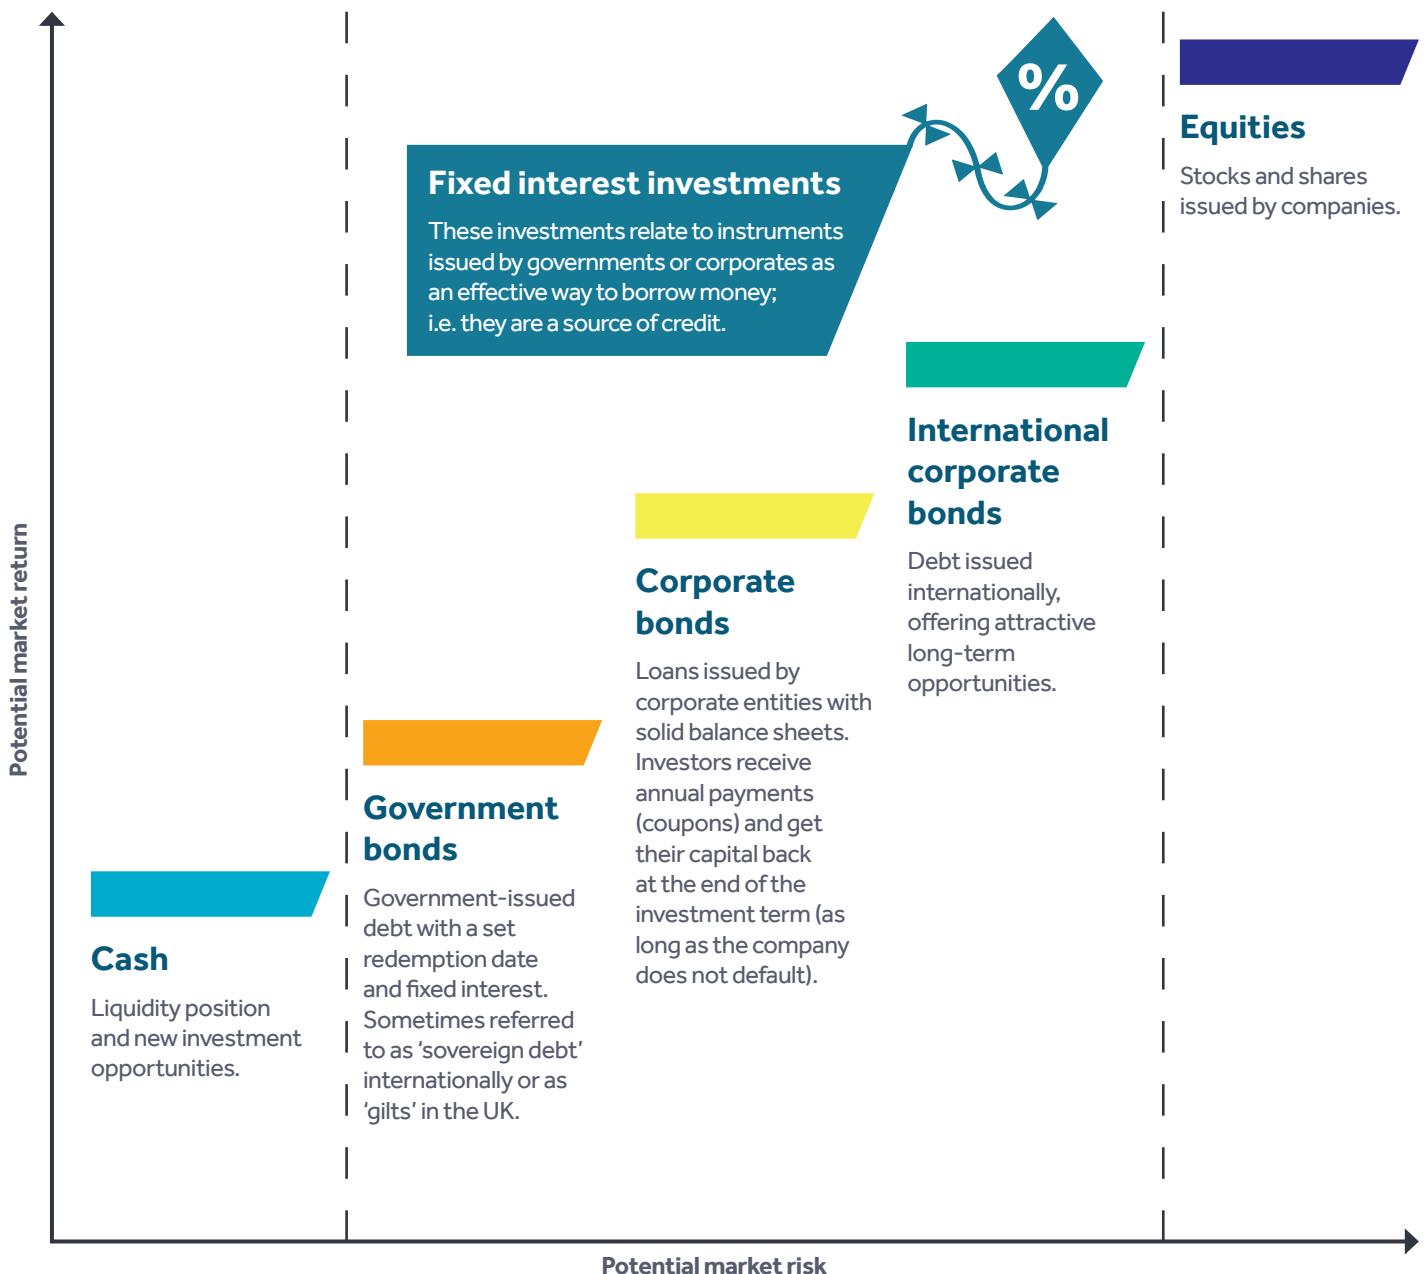 %
Equities
Stocks and shares
issued by companies.
Fixed interest investments
These investments relate to instruments
issued by governments or corporates as
an effective way to borrow money;
i.e. they are a source of credit.
International
corporate
bonds
Debt issued
internationally,
offering attractive
long-term
opportunities.
Corporate
bonds
Loans issued by
corporate entities with
solid balance sheets.
Investors receive
annual payments
(coupons) and get
their capital back
at the end of the
investment term (as
long as the company
does not default).
Government
bonds
Government-issued
debt with a set
redemption date
and fixed interest.
Sometimes referred
to as ‘sovereign debt’
internationally or as
‘gilts’ in the UK.
Cash
Liquidity position
and new investment
opportunities.
Potential market return
Potential market risk